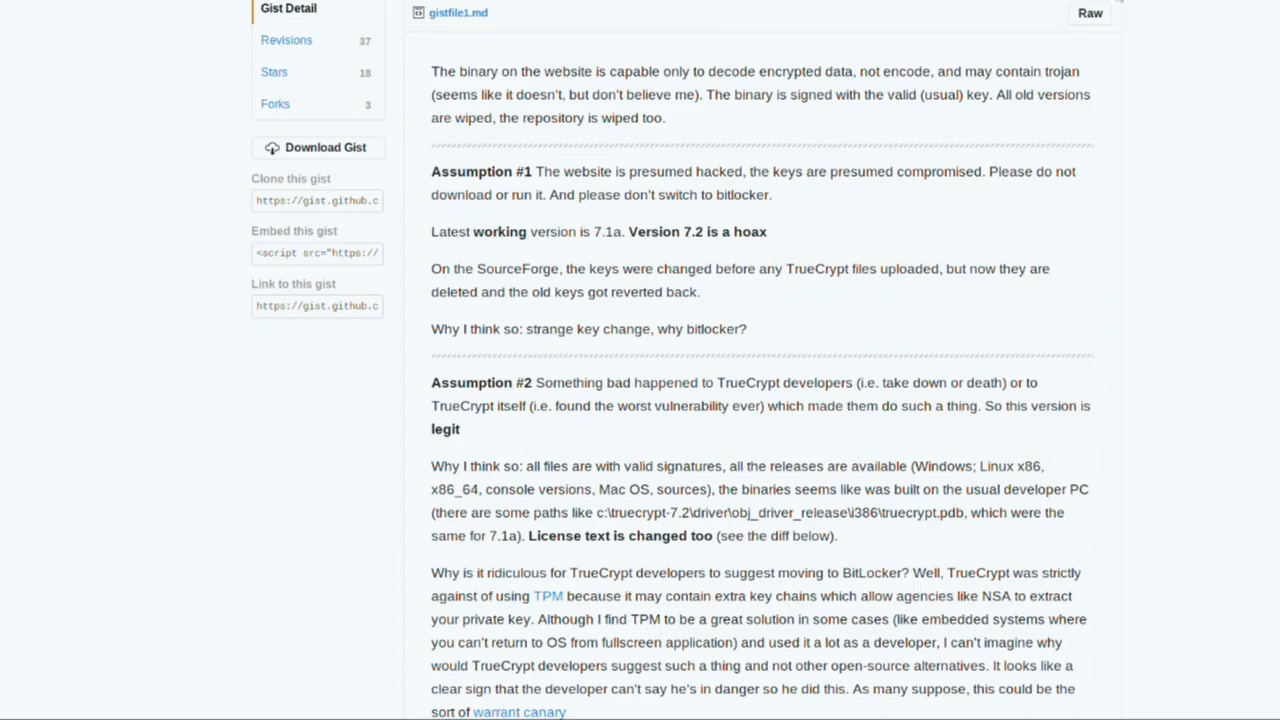 Gist Detail
Revisions 37
Stars 18
Forks 3
Download Gist
Clone this gist
https://gist.github.c
Embed this gist
<script src="https://
Link to this gist
https://gist.github.c
gistfile1.md
Raw
The binary on the website is capable only to decode encrypted data, not encode, and may contain trojan
(seems like it doesn't, but don't believe me). The binary is signed with the valid (usual) key. All old versions
are wiped, the repository is wiped too.
Assumption #1 The website is presumed hacked, the keys are presumed compromised. Please do not
download or run it. And please don't switch to bitlocker.
Latest working version is 7.1a. Version 7.2 is a hoax
On the SourceForge, the keys were changed before any TrueCrypt files uploaded, but now they are
deleted and the old keys got reverted back.
Why I think so: strange key change, why bitlocker?
Assumption #2 Something bad happened to TrueCrypt developers (i.e. take down or death) or to
TrueCrypt itself (i.e. found the worst vulnerability ever) which made them do such a thing. So this version is
legit
Why I think so: all files are with valid signatures, all the releases are available (Windows; Linux x86,
x86_64, console versions, Mac OS, sources), the binaries seems like was built on the usual developer PC
(there are some paths like c:\truecrypt-7.2\driver\obj_driver_release\i386\truecrypt.pdb, which were the
same for 7.1a). License text is changed too (see the diff below).
Why is it ridiculous for TrueCrypt developers to suggest moving to BitLocker? Well, TrueCrypt was strictly
against of using TPM because it may contain extra key chains which allow agencies like NSA to extract
your private key. Although I find TPM to be a great solution in some cases (like embedded systems where
you can't return to OS from fullscreen application) and used it a lot as a developer, I can't imagine why
would TrueCrypt developers suggest such a thing and not other open-source alternatives. It looks like a
clear sign that the developer can't say he's in danger so he did this. As many suppose, this could be the
sort of warrant canary